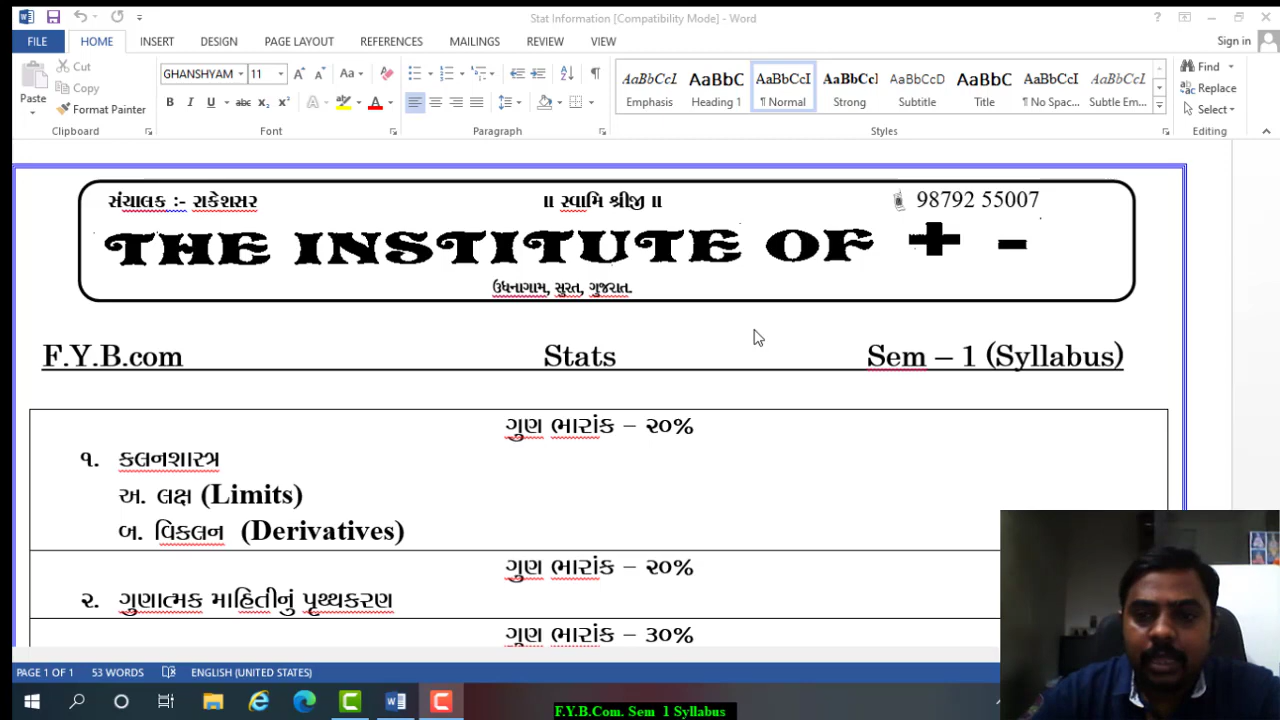 Stat Information [Compatibility Mode] - Word
FILE HOME INSERT DESIGN PAGE LAYOUT REFERENCES MAILINGS REVIEW VIEW Sign in
Cut
Copy
Format Painter
Paste
GHANSHYAM 11
B I U abc X₂ X²
AaBbCcI AaBbC AaBbCcI AaBbCcI AaBbCcD AaBbC AaBbCcI AaBbCcI
Emphasis Heading 1 ¶ Normal Strong Subtitle Title ¶ No Spac... Subtle Em...
Find
Replace
Select
Clipboard Font Paragraph Styles Editing
સંચાલક :- રાકેશસર ॥ સ્વામિ શ્રીજી ॥ 98792 55007
THE INSTITUTE OF + -
ઉધનાગામ, સુરત, ગુજરાત.
F.Y.B.com Stats Sem – 1 (Syllabus)
ગુણ ભારાંક – ૨૦%
૧. કલનશાસ્ત્ર
અ. લક્ષ (Limits)
બ. વિકલન (Derivatives)
ગુણ ભારાંક – ૨૦%
૨. ગુણાત્મક માહિતીનું પૃથ્થકરણ
ગુણ ભારાંક – ૩૦%
PAGE 1 OF 1 53 WORDS ENGLISH (UNITED STATES)
F.Y.B.Com. Sem 1 Syllabus